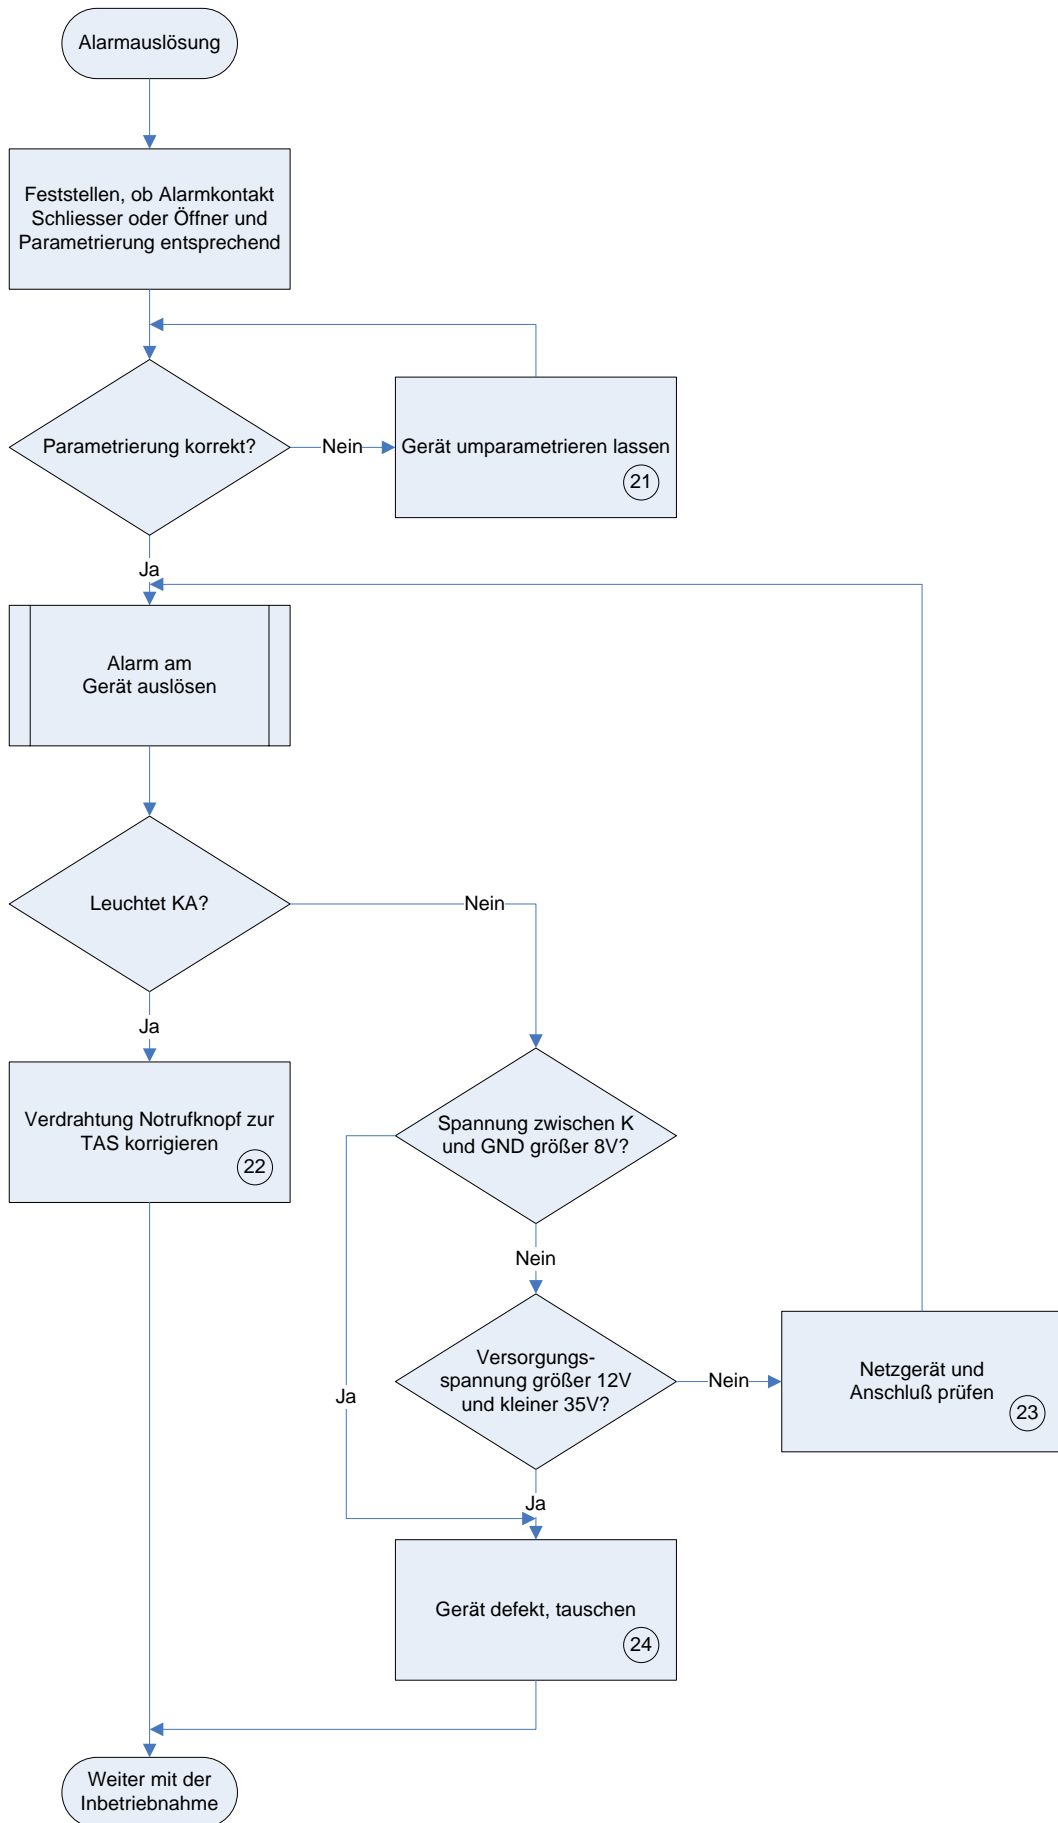 Alarmauslösung
Feststellen, ob Alarmkontakt
Schliesser oder Öffner und
Parametrierung entsprechend
Parametrierung korrekt?
Nein
Gerät umparametrieren lassen
21
Ja
Alarm am
Gerät auslösen
Leuchtet KA?
Nein
Ja
Verdrahtung Notrufknopf zur
TAS korrigieren
22
Spannung zwischen K
und GND größer 8V?
Nein
Ja
Versorgungs-
spannung größer 12V
und kleiner 35V?
Nein
Netzgerät und
Anschluß prüfen
23
Ja
Gerät defekt, tauschen
24
Weiter mit der
Inbetriebnahme